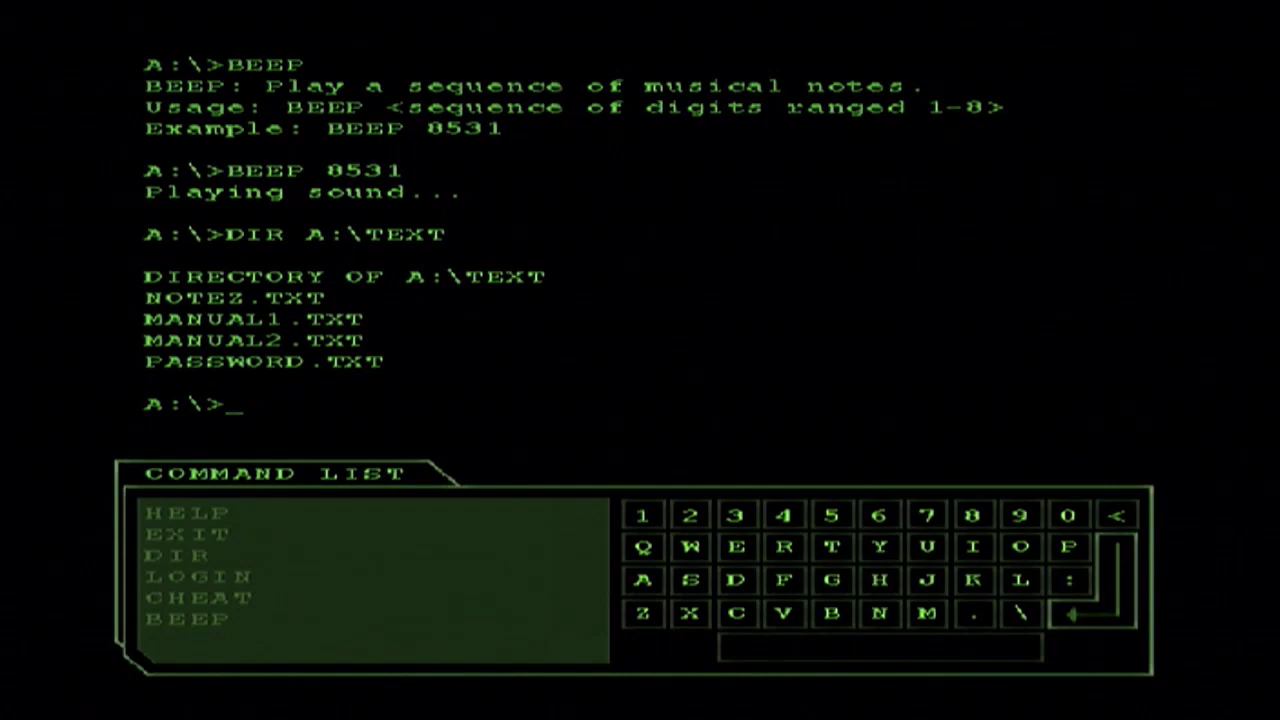 A:\>BEEP
BEEP: Play a sequence of musical notes.
Usage: BEEP <sequence of digits ranged 1-8>
Example: BEEP 8531
A:\>BEEP 8531
Playing sound...
A:\>DIR A:\TEXT
DIRECTORY OF A:\TEXT
NOTEZ.TXT
MANUAL1.TXT
MANUAL2.TXT
PASSWORD.TXT
A:\>_
COMMAND LIST
HELP
EXIT
DIR
LOGIN
CHEAT
BEEP
1 2 3 4 5 6 7 8 9 0 <
Q W E R T Y U I O P
A S D F G H J K L :
Z X C V B N M . \